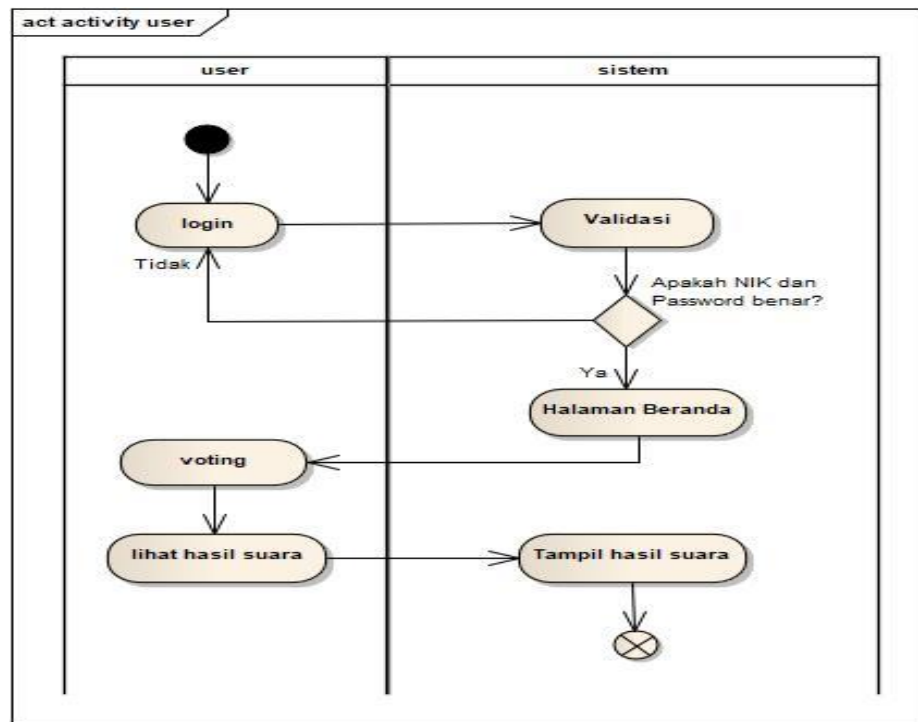 act activity user
user
sistem
login
Validasi
Tidak
Apakah NIK dan
Password benar?
Ya
Halaman Beranda
voting
lihat hasil suara
Tampil hasil suara